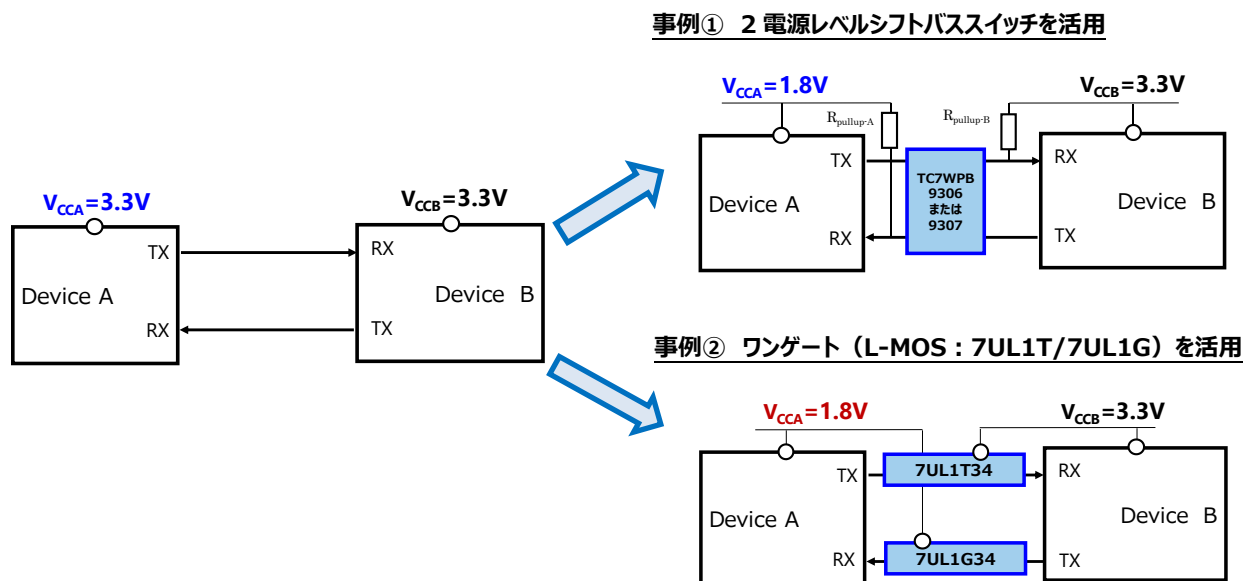 事例① 2電源レベルシフトバススイッチを活用
VCCA=1.8V
VCCB=3.3V
Rpullup-A
Rpullup-B
TX
RX
TC7WPB
9306
または
9307
Device A
Device B
RX
TX
VCCA=3.3V
VCCB=3.3V
TX
RX
Device A
Device B
RX
TX
事例② ワンゲート（L-MOS：7UL1T/7UL1G）を活用
VCCA=1.8V
VCCB=3.3V
TX
7UL1T34
RX
Device A
Device B
RX
7UL1G34
TX